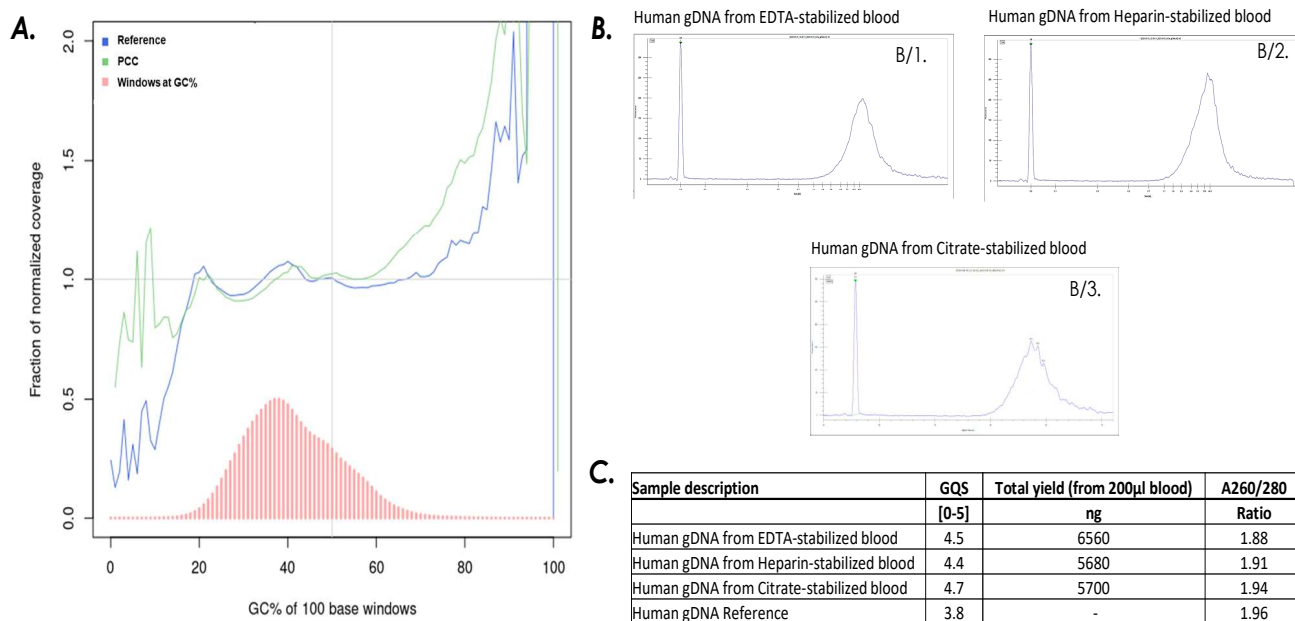 A.
Reference
PCC
Windows at GC%
Fraction of normalized coverage
2.0
1.5
1.0
0.5
0.0
0
20
40
60
80
100
GC% of 100 base windows
B.
Human gDNA from EDTA-stabilized blood
B/1.
Human gDNA from Heparin-stabilized blood
B/2.
Human gDNA from Citrate-stabilized blood
B/3.
C.
Sample description GQS Total yield (from 200µl blood) A260/280
[0-5] ng Ratio
Human gDNA from EDTA-stabilized blood 4.5 6560 1.88
Human gDNA from Heparin-stabilized blood 4.4 5680 1.91
Human gDNA from Citrate-stabilized blood 4.7 5700 1.94
Human gDNA Reference 3.8 - 1.96